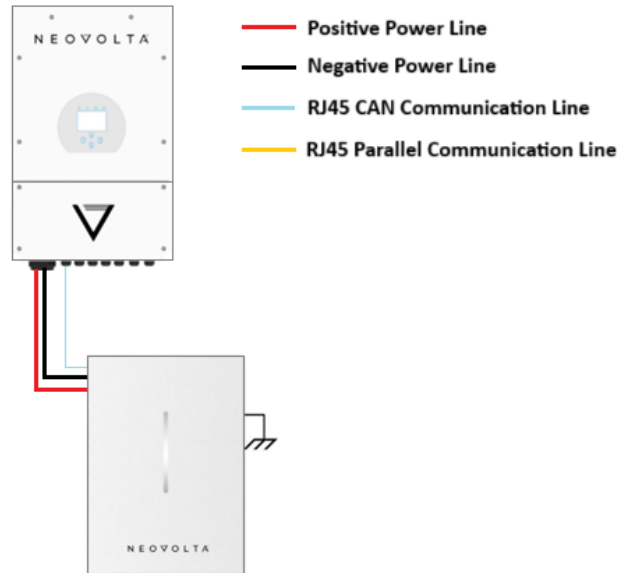 NEOVOLTA
Positive Power Line
Negative Power Line
RJ45 CAN Communication Line
RJ45 Parallel Communication Line
NEOVOLTA